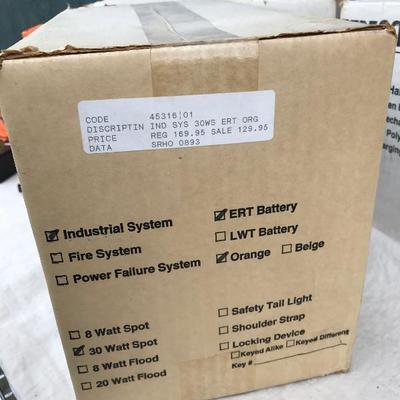 CODE 45316|01
DISCRIPTIN IND SYS 30WS ERT ORG
PRICE REG 169.95 SALE 129.95
DATA SRHO 0893
Industrial System
Fire System
Power Failure System
ERT Battery
LWT Battery
Orange Beige
8 Watt Spot
30 Watt Spot
8 Watt Flood
20 Watt Flood
Safety Tail Light
Shoulder Strap
Locking Device
Keyed Alike Keyed Different
Key #